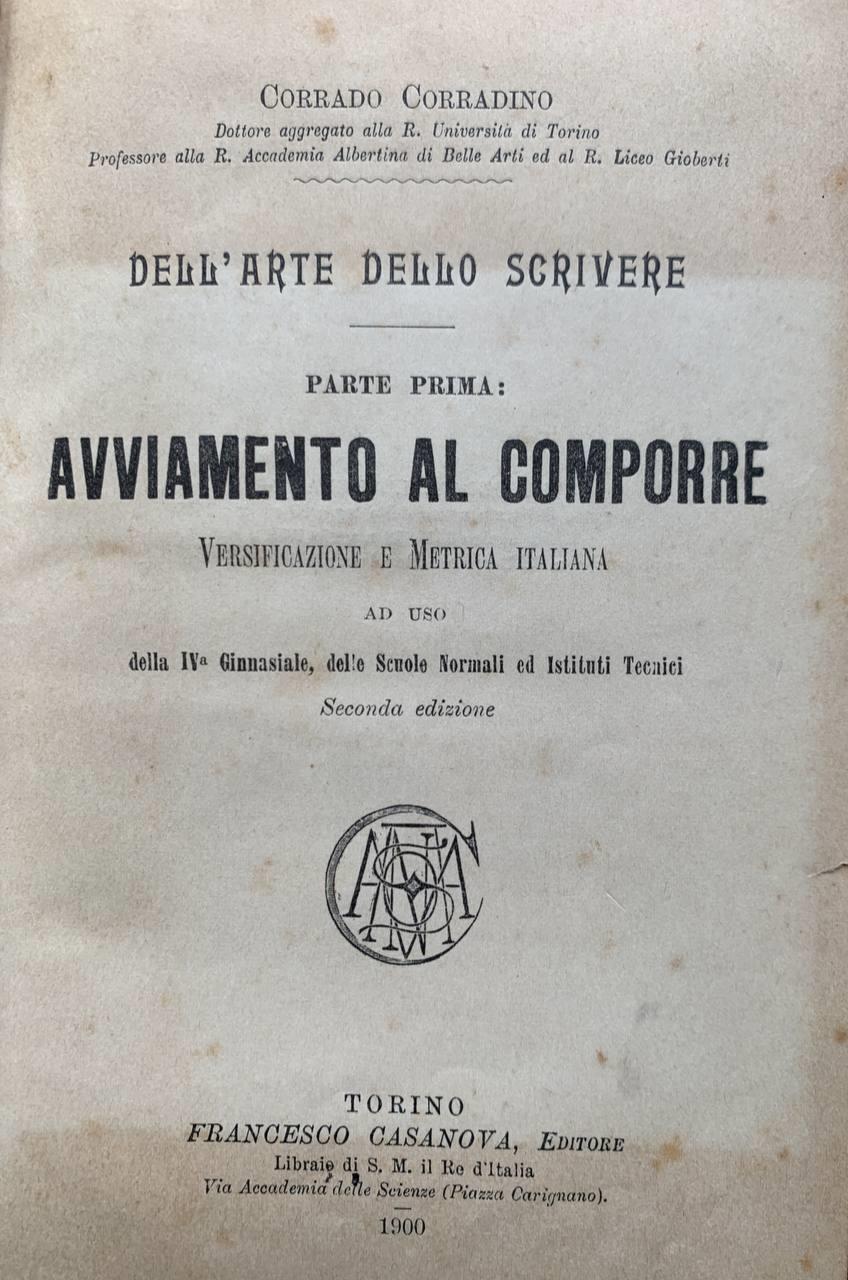 CORRADO CORRADINO
Dottore aggregato alla R. Università di Torino
Professore alla R. Accademia Albertina di Belle Arti ed al R. Liceo Gioberti
DELL'ARTE DELLO SCRIVERE
PARTE PRIMA:
AVVIAMENTO AL COMPORRE
VERSIFICAZIONE E METRICA ITALIANA
AD USO
della IVª Ginnasiale, delle Scuole Normali ed Istituti Tecnici
Seconda edizione
TORINO
FRANCESCO CASANOVA, EDITORE
Libraio di S. M. il Re d'Italia
Via Accademia delle Scienze (Piazza Carignano).
1900